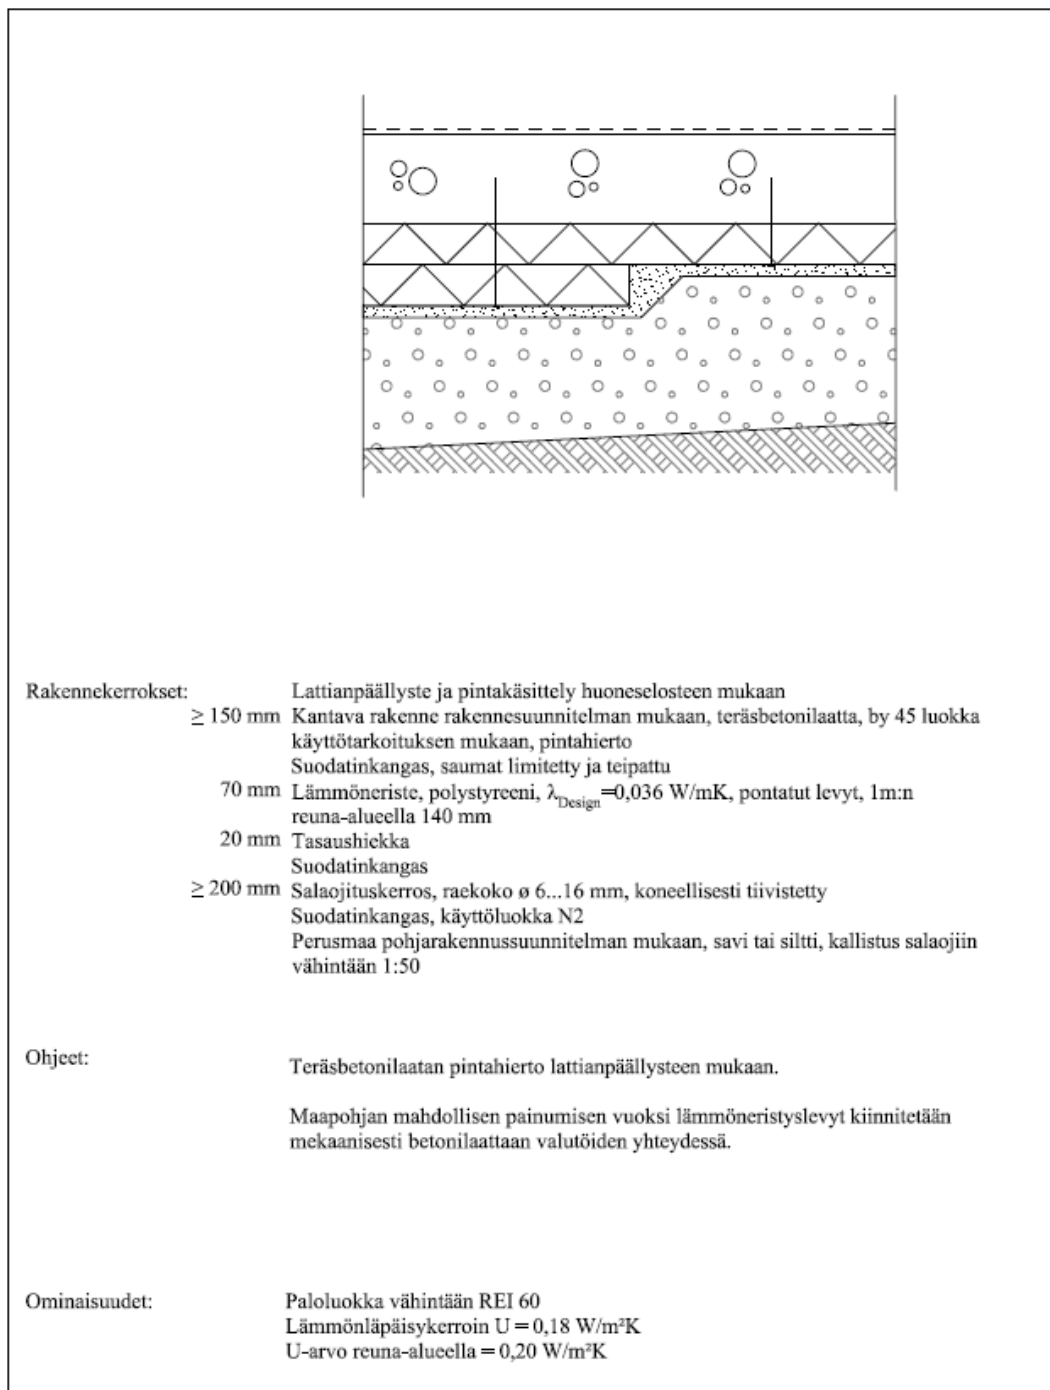 Rakennekerrokset: Lattianpäällyste ja pintakäsittely huoneselosteen mukaan
≥ 150 mm Kantava rakenne rakennesuunnitelman mukaan, teräsbetonilaatta, by 45 luokka
käyttötarkoituksen mukaan, pintahierto
Suodatinkangas, saumat limitetty ja teipattu
70 mm Lämmöneriste, polystyreeni, λDesign=0,036 W/mK, pontatut levyt, 1m:n
reuna-alueella 140 mm
20 mm Tasaushiekka
Suodatinkangas
≥ 200 mm Salaojituskerros, raekoko ø 6...16 mm, koneellisesti tiivistetty
Suodatinkangas, käyttöluokka N2
Perusmaa pohjarakennussuunnitelman mukaan, savi tai siltti, kallistus salaojiin
vähintään 1:50
Ohjeet: Teräsbetonilaatan pintahierto lattianpäällysteen mukaan.
Maapohjan mahdollisen painumisen vuoksi lämmöneristyslevyt kiinnitetään
mekaanisesti betonilaattaan valutöiden yhteydessä.
Ominaisuudet: Paloluokka vähintään REI 60
Lämmönläpäisykerroin U = 0,18 W/m²K
U-arvo reuna-alueella = 0,20 W/m²K